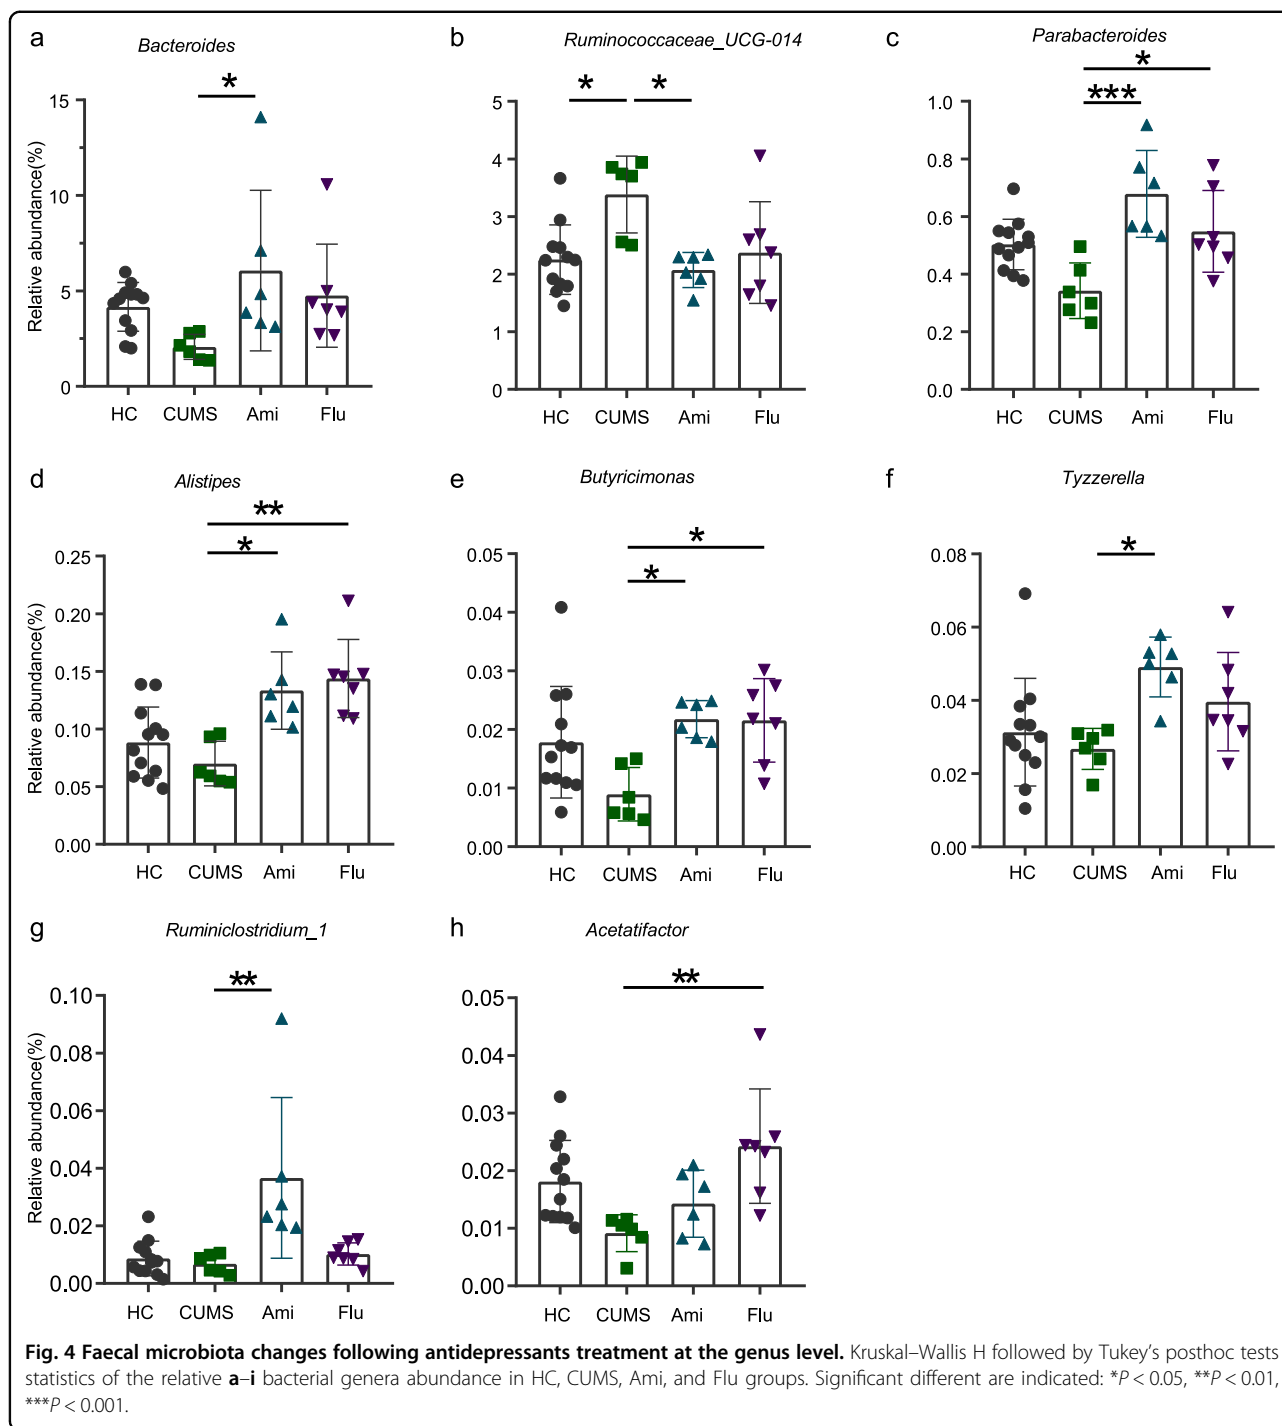 a
Bacteroides
*
Relative abundance(%)
15
10
5
0
HC CUMS Ami Flu
b
Ruminococcaceae_UCG-014
* *
5
4
3
2
1
0
HC CUMS Ami Flu
c
Parabacteroides
*
***
1.0
0.8
0.6
0.4
0.2
0.0
HC CUMS Ami Flu
d
Alistipes
**
*
Relative abundance(%)
0.25
0.20
0.15
0.10
0.05
0.00
HC CUMS Ami Flu
e
Butyricimonas
*
*
0.05
0.04
0.03
0.02
0.01
0.00
HC CUMS Ami Flu
f
Tyzzerella
*
0.08
0.06
0.04
0.02
0.00
HC CUMS Ami Flu
g
Ruminiclostridium_1
**
Relative abundance(%)
0.10
0.08
0.06
0.04
0.02
0.00
HC CUMS Ami Flu
h
Acetatifactor
**
0.05
0.04
0.03
0.02
0.01
0.00
HC CUMS Ami Flu
Fig. 4 Faecal microbiota changes following antidepressants treatment at the genus level. Kruskal–Wallis H followed by Tukey's posthoc tests
statistics of the relative a–i bacterial genera abundance in HC, CUMS, Ami, and Flu groups. Significant different are indicated: *P < 0.05, **P < 0.01,
***P < 0.001.